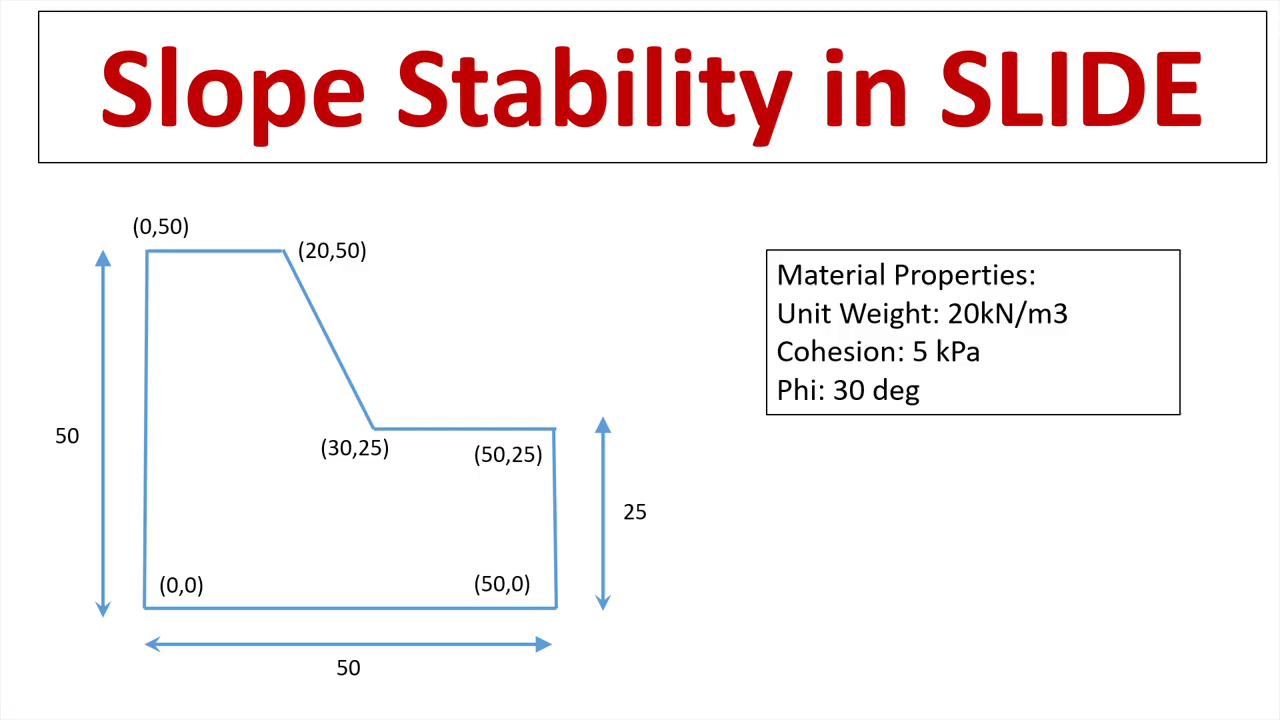 Slope Stability in SLIDE
(0,50)
(20,50)
Material Properties:
Unit Weight: 20kN/m3
Cohesion: 5 kPa
Phi: 30 deg
50
(30,25)
(50,25)
25
(0,0)
(50,0)
50